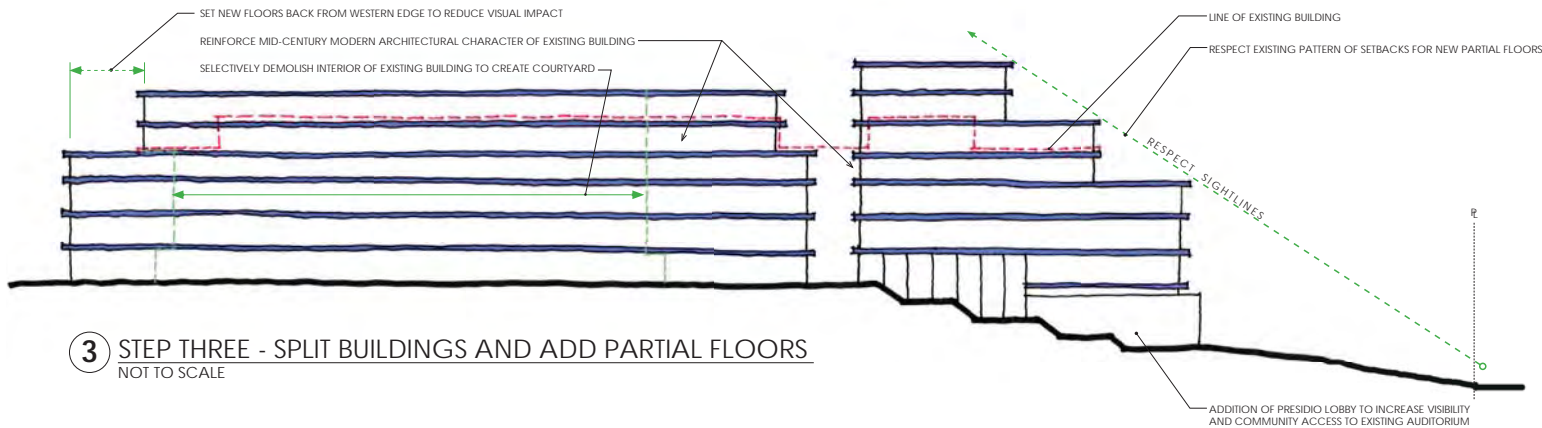 SET NEW FLOORS BACK FROM WESTERN EDGE TO REDUCE VISUAL IMPACT
REINFORCE MID-CENTURY MODERN ARCHITECTURAL CHARACTER OF EXISTING BUILDING
SELECTIVELY DEMOLISH INTERIOR OF EXISTING BUILDING TO CREATE COURTYARD
LINE OF EXISTING BUILDING
RESPECT EXISTING PATTERN OF SETBACKS FOR NEW PARTIAL FLOORS
RESPECT SIGHTLINES
PL
3 STEP THREE - SPLIT BUILDINGS AND ADD PARTIAL FLOORS
NOT TO SCALE
ADDITION OF PRESIDIO LOBBY TO INCREASE VISIBILITY
AND COMMUNITY ACCESS TO EXISTING AUDITORIUM